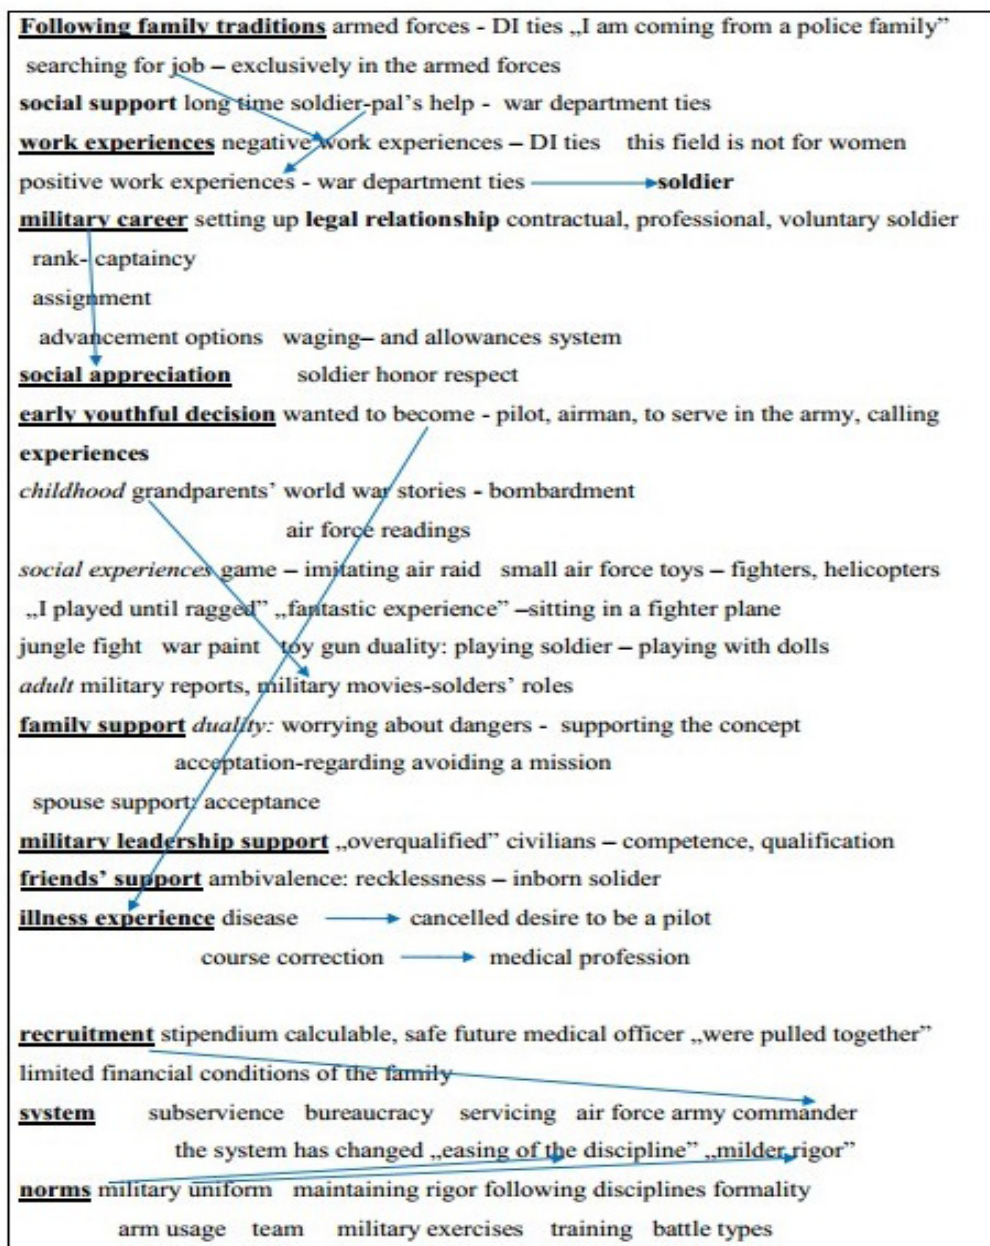 Following family traditions armed forces - DI ties „I am coming from a police family”
searching for job – exclusively in the armed forces
social support long time soldier-pal’s help - war department ties
work experiences negative work experiences – DI ties this field is not for women
positive work experiences - war department ties soldier
military career setting up legal relationship contractual, professional, voluntary soldier
rank- captaincy
assignment
advancement options waging– and allowances system
social appreciation soldier honor respect
early youthful decision wanted to become - pilot, airman, to serve in the army, calling
experiences
childhood grandparents’ world war stories - bombardment
air force readings
social experiences game – imitating air raid small air force toys – fighters, helicopters
„I played until ragged” „fantastic experience” –sitting in a fighter plane
jungle fight war paint toy gun duality: playing soldier – playing with dolls
adult military reports, military movies-solders’ roles
family support duality: worrying about dangers - supporting the concept
acceptation-regarding avoiding a mission
spouse support: acceptance
military leadership support „overqualified” civilians – competence, qualification
friends’ support ambivalence: recklessness – inborn solider
illness experience disease cancelled desire to be a pilot
course correction medical profession
recruitment stipendium calculable, safe future medical officer „were pulled together”
limited financial conditions of the family
system subservience bureaucracy servicing air force army commander
the system has changed „easing of the discipline” „milder rigor”
norms military uniform maintaining rigor following disciplines formality
arm usage team military exercises training battle types